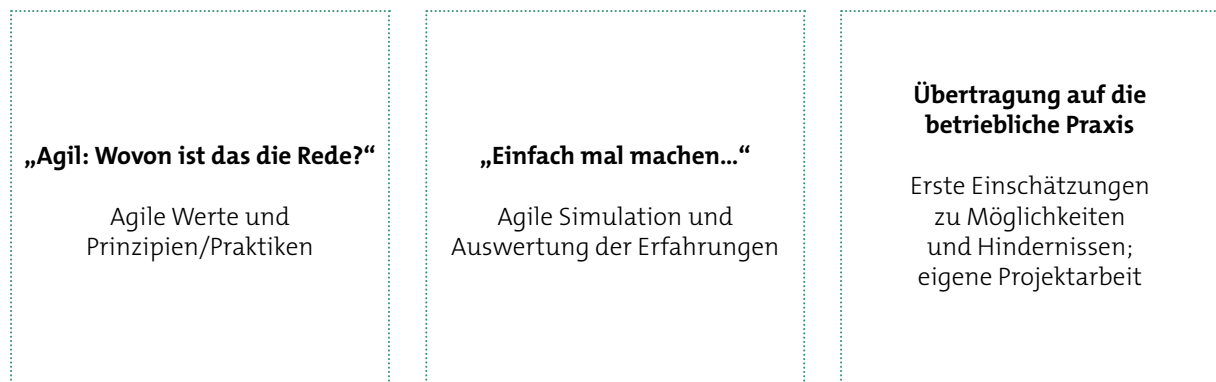 „Agil: Wovon ist das die Rede?“
Agile Werte und
Prinzipien/Praktiken
„Einfach mal machen...“
Agile Simulation und
Auswertung der Erfahrungen
Übertragung auf die
betriebliche Praxis
Erste Einschätzungen
zu Möglichkeiten
und Hindernissen;
eigene Projektarbeit